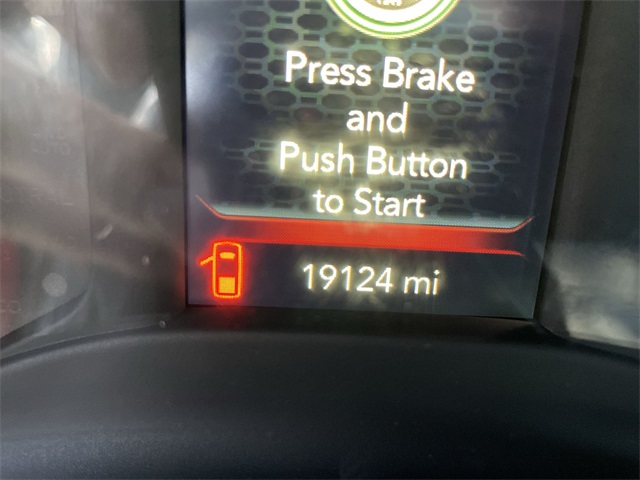 Press Brake
and
Push Button
to Start
19124 mi